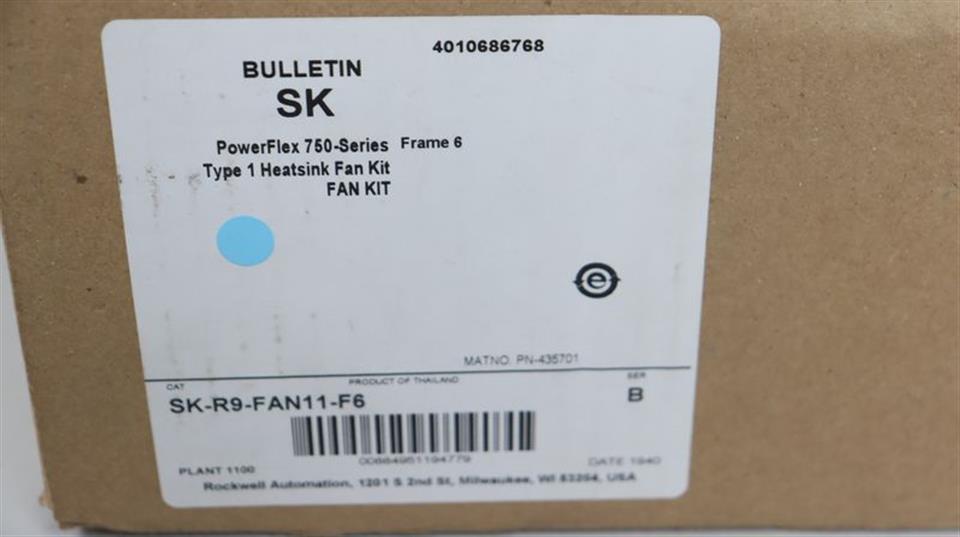 4010686768
BULLETIN
SK
PowerFlex 750-Series Frame 6
Type 1 Heatsink Fan Kit
FAN KIT
e
MATNO. PN-435701
CAT PRODUCT OF THAILAND SER
SK-R9-FAN11-F6 B
PLANT 1100 DATE 1940
Rockwell Automation, 1201 S 2nd St, Milwaukee, WI 53204, USA